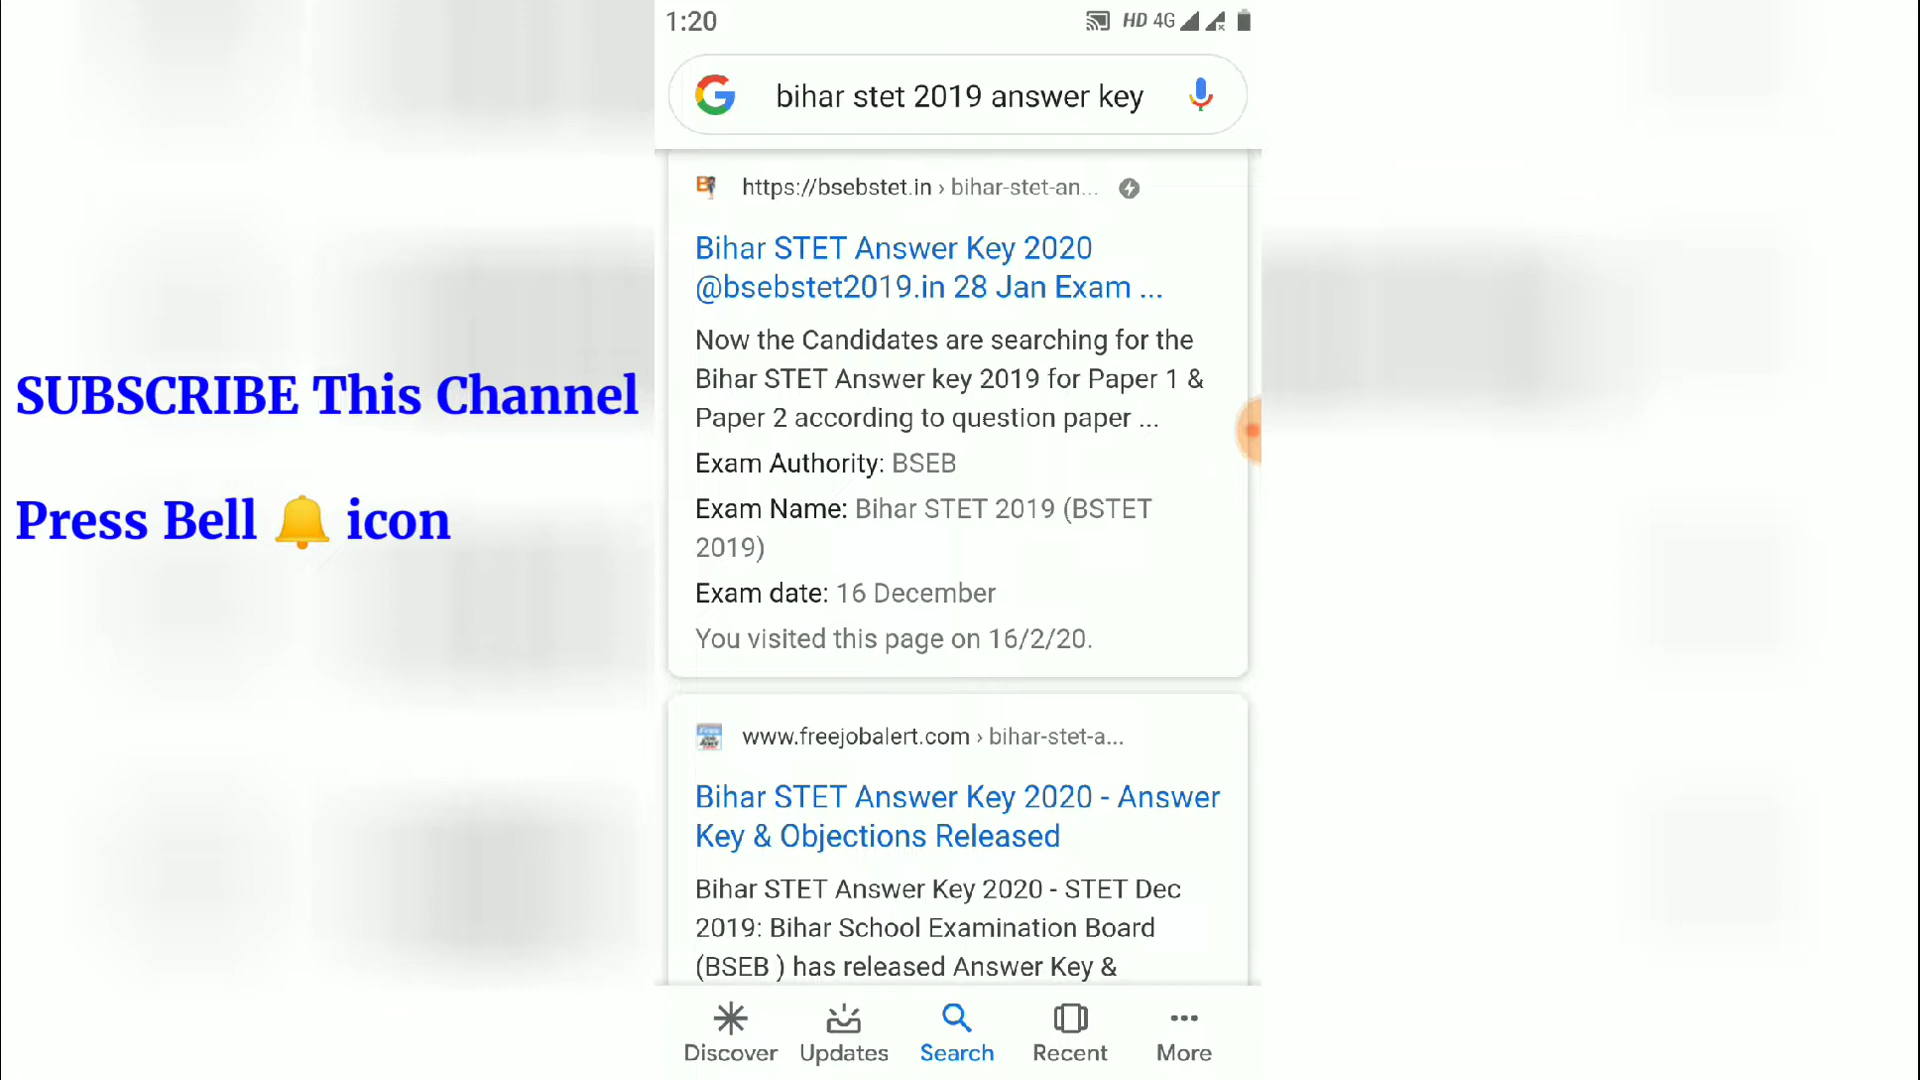 SUBSCRIBE This Channel
Press Bell 🔔 icon
1:20
HD 4G
bihar stet 2019 answer key
https://bsebstet.in › bihar-stet-an...
Bihar STET Answer Key 2020
@bsebstet2019.in 28 Jan Exam ...
Now the Candidates are searching for the
Bihar STET Answer key 2019 for Paper 1 &
Paper 2 according to question paper ...
Exam Authority: BSEB
Exam Name: Bihar STET 2019 (BSTET
2019)
Exam date: 16 December
You visited this page on 16/2/20.
www.freejobalert.com › bihar-stet-a...
Bihar STET Answer Key 2020 - Answer
Key & Objections Released
Bihar STET Answer Key 2020 - STET Dec
2019: Bihar School Examination Board
(BSEB ) has released Answer Key &
Discover Updates Search Recent More